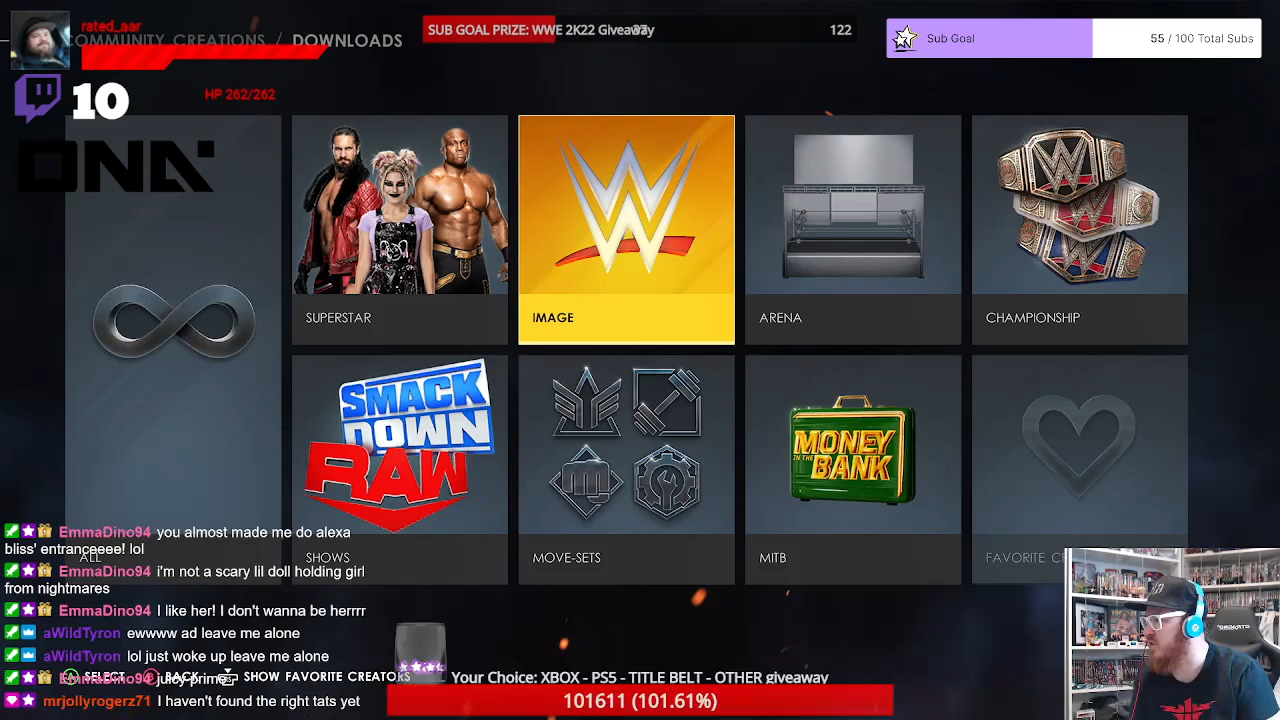 rated_aar
COMMUNITY CREATIONS / DOWNLOADS
SUB GOAL PRIZE: WWE 2K22 Giveaway
122
Sub Goal
55 / 100 Total Subs
10
HP 262/262
DNA
SUPERSTAR
IMAGE
ARENA
CHAMPIONSHIP
SMACK
DOWN
RAW
MONEY
IN THE
BANK
ALL
SHOWS
MOVE-SETS
MITB
FAVORITE
EmmaDino94 you almost made me do alexa
bliss' entranceeee! lol
EmmaDino94 i'm not a scary lil doll holding girl
from nightmares
EmmaDino94 I like her! I don't wanna be herrrr
aWildTyron ewwww ad leave me alone
aWildTyron lol just woke up leave me alone
EmmaDino94
SELECT BACK SHOW FAVORITE CREATORS
mrjollyrogerz71 I haven't found the right tats yet
Your Choice: XBOX - PS5 - TITLE BELT - OTHER giveaway
101611 (101.61%)